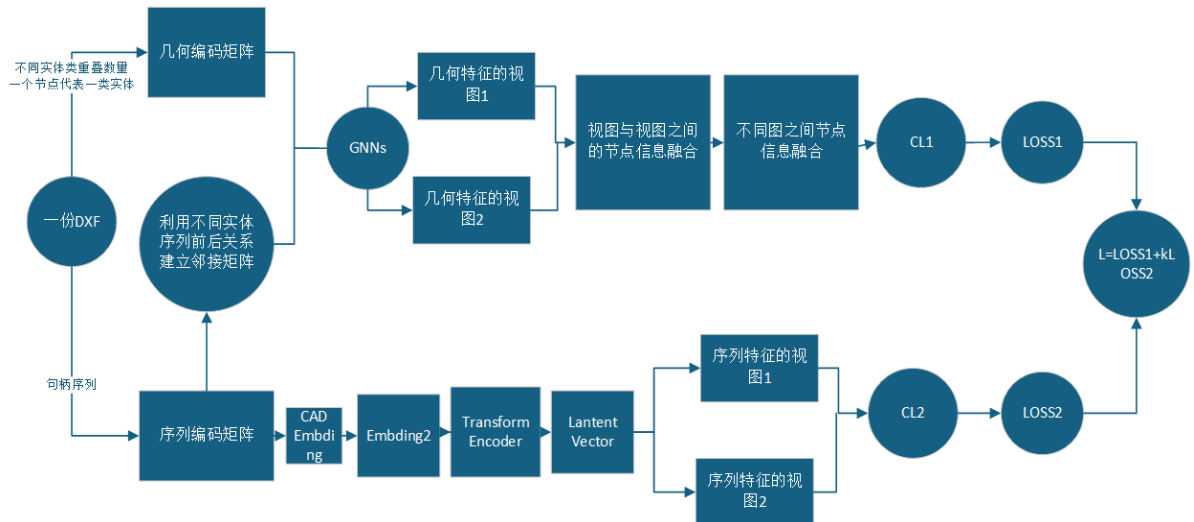 不同实体类重叠数量
一个节点代表一类实体
几何编码矩阵
一份DXF
利用不同实体
序列前后关系
建立邻接矩阵
句柄序列
序列编码矩阵
GNNs
几何特征的视
图1
几何特征的视
图2
视图与视图之间
的节点信息融合
不同图之间节点
信息融合
CL1
LOSS1
L=LOSS1+kL
OSS2
CAD
Embdi
ng
Embding2
Transform
Encoder
Lantent
Vector
序列特征的视
图1
序列特征的视
图2
CL2
LOSS2